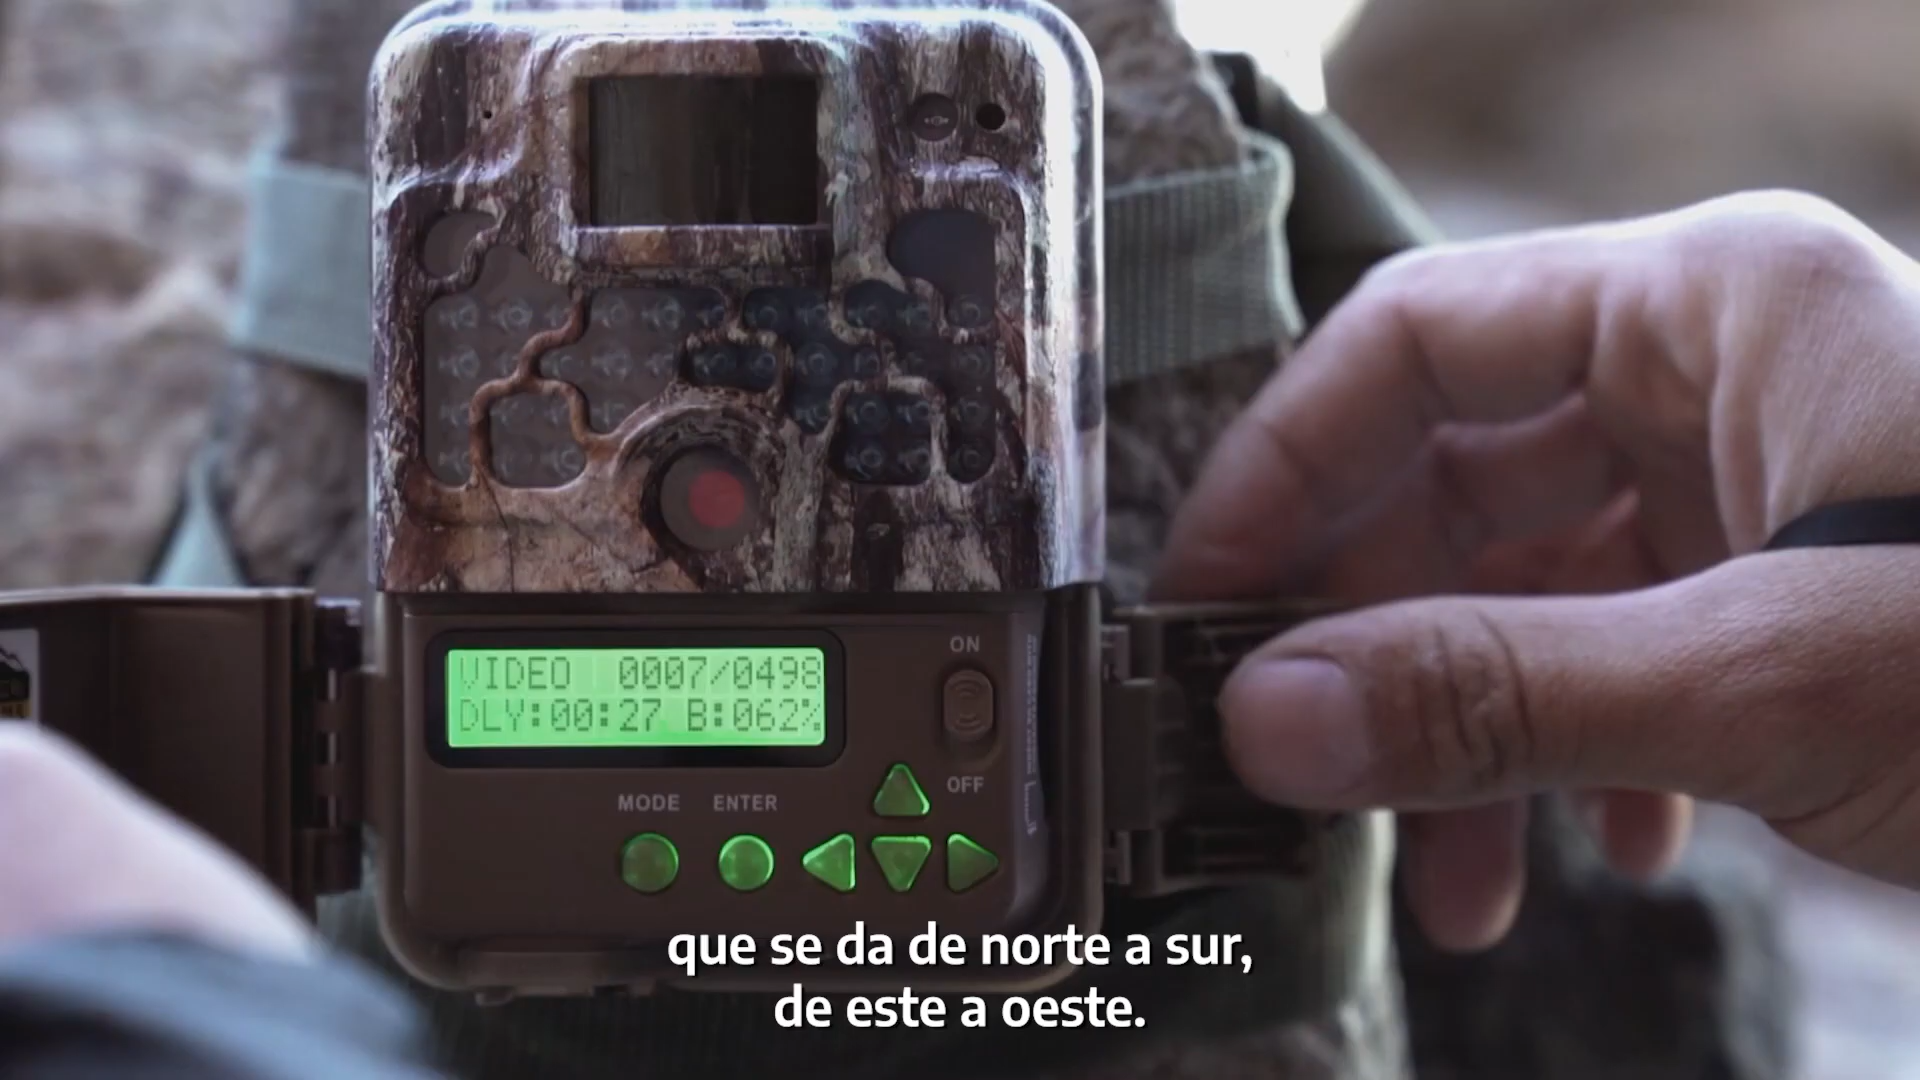 VIDEO 0007/0498
DLY:00:27 B:062%
ON
OFF
MODE ENTER
que se da de norte a sur,
de este a oeste.